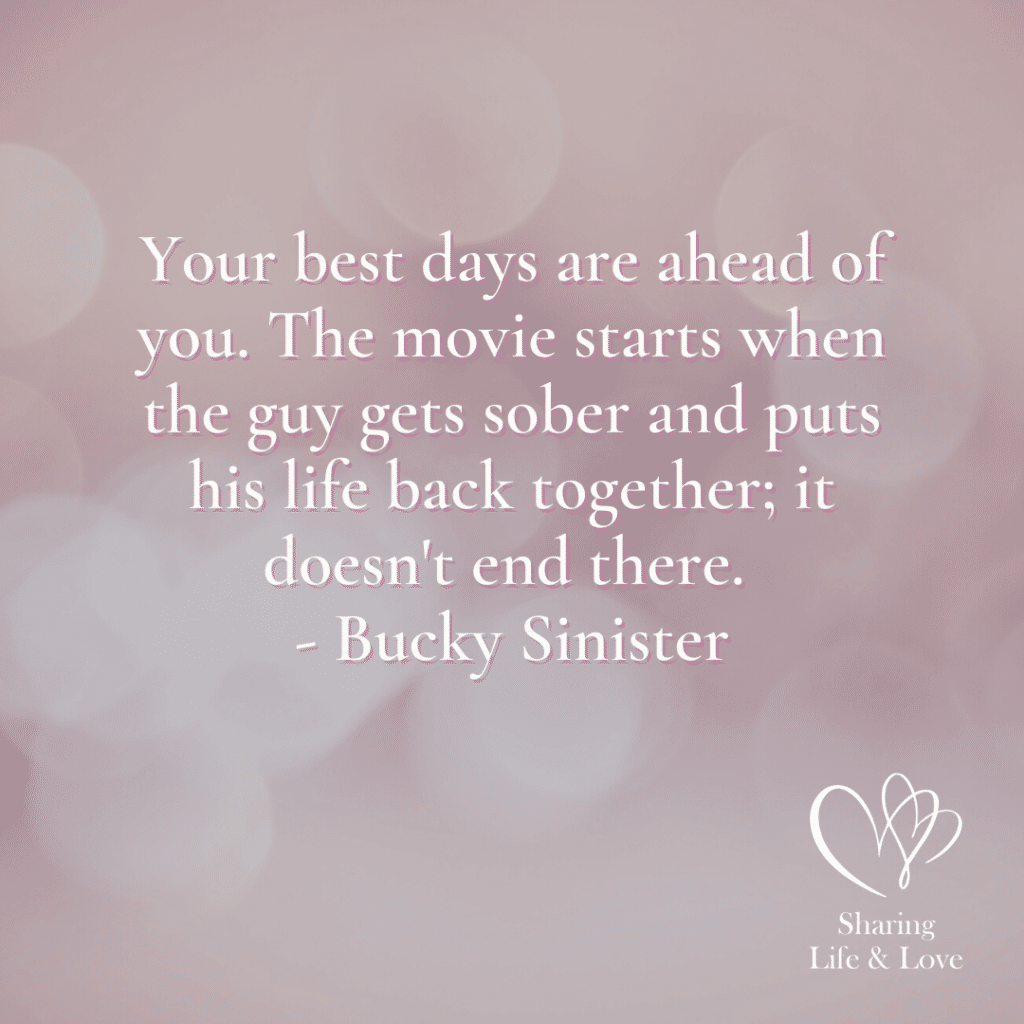 Your best days are ahead of
you. The movie starts when
the guy gets sober and puts
his life back together; it
doesn't end there.
- Bucky Sinister
Sharing
Life & Love